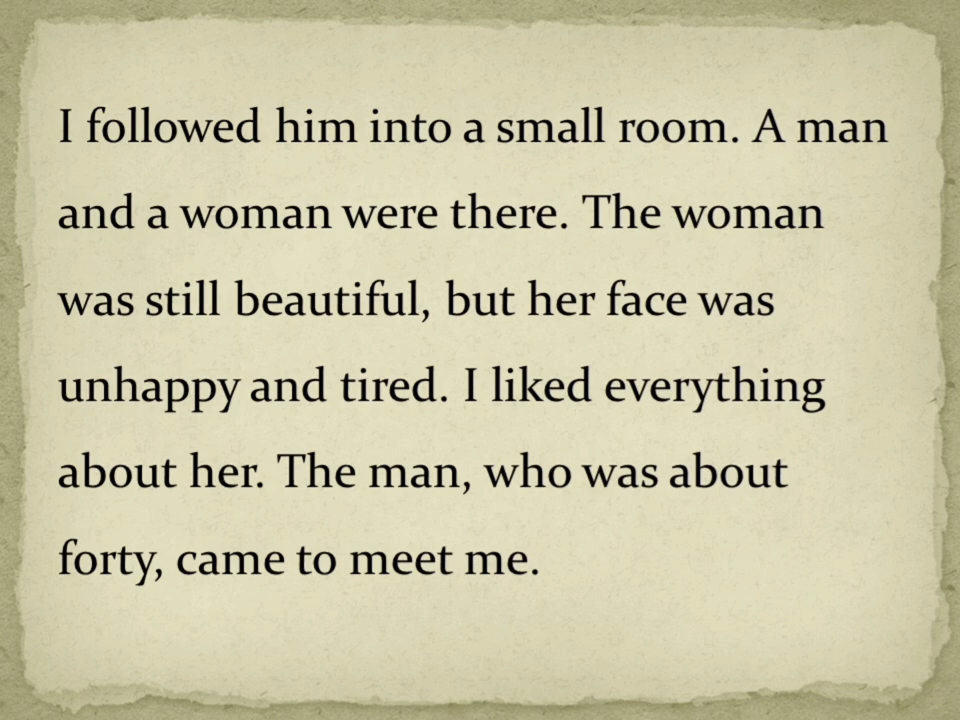 I followed him into a small room. A man
and a woman were there. The woman
was still beautiful, but her face was
unhappy and tired. I liked everything
about her. The man, who was about
forty, came to meet me.